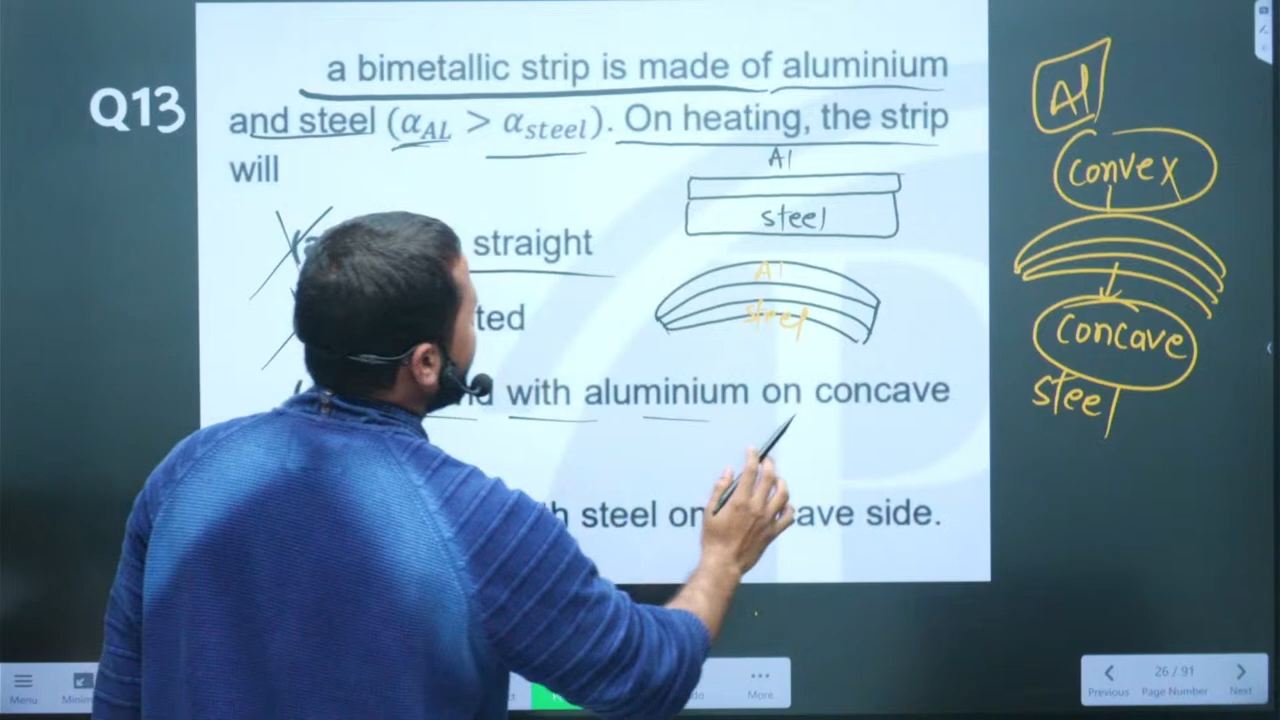 Q13
a bimetallic strip is made of aluminium
and steel (α_AL > α_steel). On heating, the strip
will
Al
steel
straight
Al
steel
ted
with aluminium on concave
steel on ave side.
Al
convex
concave
steel
Menu
More
26 / 91
Previous Page Number Next